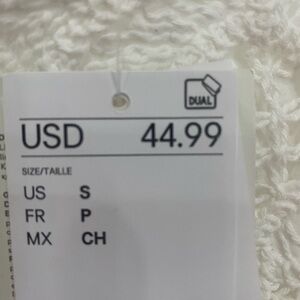 DUAL
USD 44.99
SIZE/TAILLE
US S
FR P
MX CH